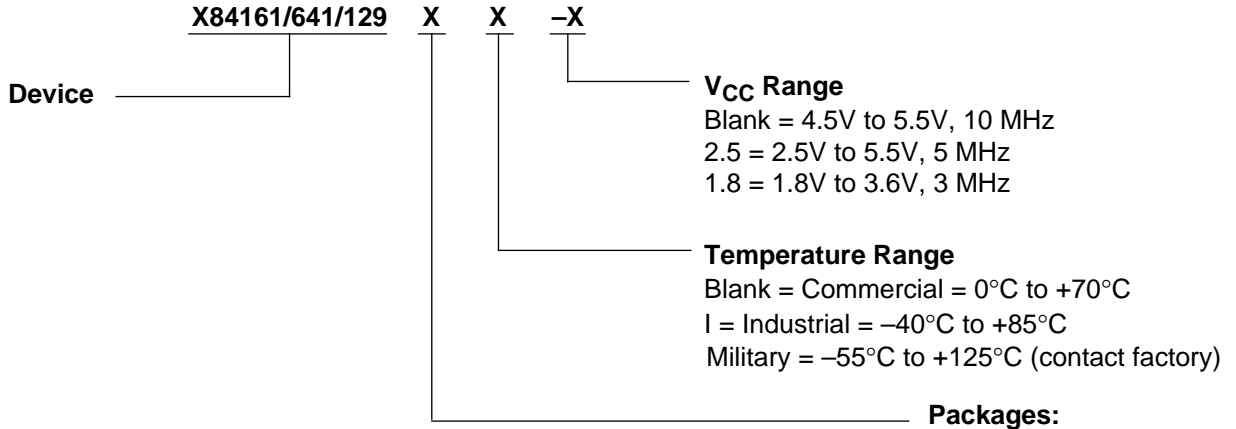 X84161/641/129 X X –X
Device
VCC Range
Blank = 4.5V to 5.5V, 10 MHz
2.5 = 2.5V to 5.5V, 5 MHz
1.8 = 1.8V to 3.6V, 3 MHz
Temperature Range
Blank = Commercial = 0°C to +70°C
I = Industrial = –40°C to +85°C
Military = –55°C to +125°C (contact factory)
Packages: